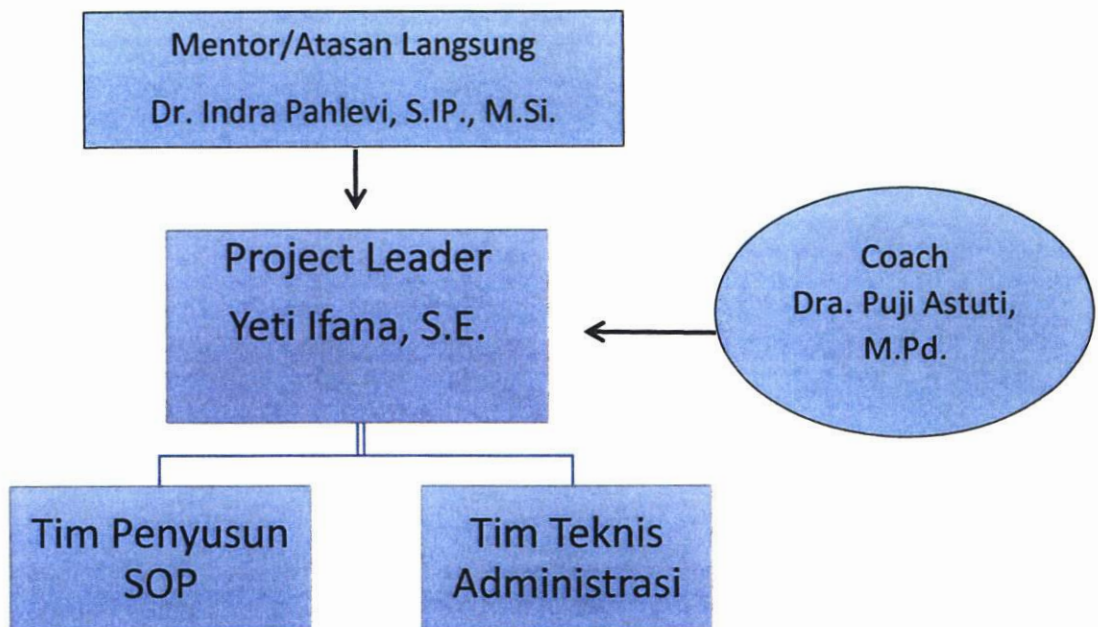 Mentor/Atasan Langsung
Dr. Indra Pahlevi, S.IP., M.Si.
Project Leader
Yeti Ifana, S.E.
Coach
Dra. Puji Astuti,
M.Pd.
Tim Penyusun
SOP
Tim Teknis
Administrasi